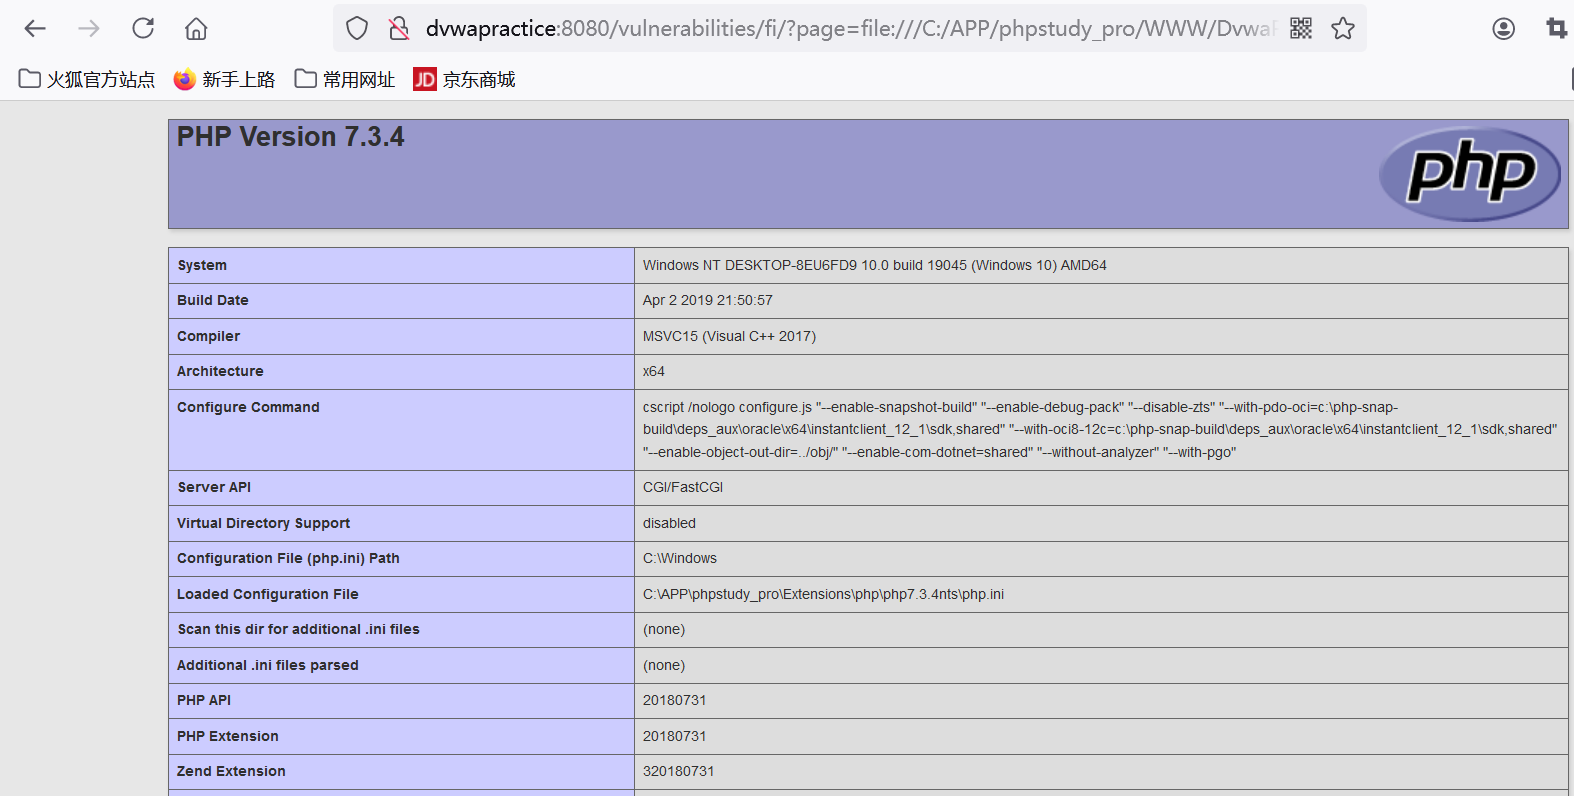 dvwapractice:8080/vulnerabilities/fi/?page=file:///C:/APP/phpstudy_pro/WWW/Dvwa
火狐官方站点 新手上路 常用网址 JD 京东商城
PHP Version 7.3.4
php
System Windows NT DESKTOP-8EU6FD9 10.0 build 19045 (Windows 10) AMD64
Build Date Apr 2 2019 21:50:57
Compiler MSVC15 (Visual C++ 2017)
Architecture x64
Configure Command cscript /nologo configure.js "--enable-snapshot-build" "--enable-debug-pack" "--disable-zts" "--with-pdo-oci=c:\php-snap-
build\deps_aux\oracle\x64\instantclient_12_1\sdk,shared" "--with-oci8-12c=c:\php-snap-build\deps_aux\oracle\x64\instantclient_12_1\sdk,shared"
"--enable-object-out-dir=../obj/" "--enable-com-dotnet=shared" "--without-analyzer" "--with-pgo"
Server API CGI/FastCGI
Virtual Directory Support disabled
Configuration File (php.ini) Path C:\Windows
Loaded Configuration File C:\APP\phpstudy_pro\Extensions\php\php7.3.4nts\php.ini
Scan this dir for additional .ini files (none)
Additional .ini files parsed (none)
PHP API 20180731
PHP Extension 20180731
Zend Extension 320180731